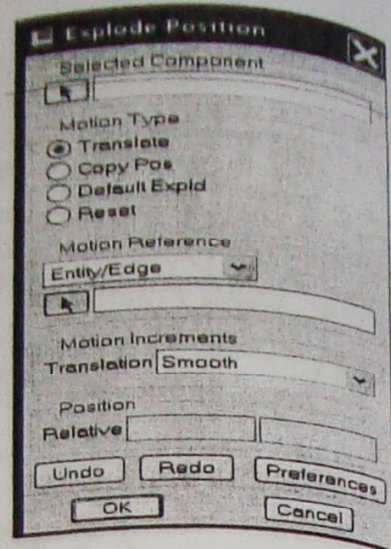 Explode Position
Selected Component
Motion Type
Translate
Copy Pos
Default Expld
Reset
Motion Reference
Entity/Edge
Motion Increments
Translation Smooth
Position
Relative
Undo Redo Preferences
OK Cancel